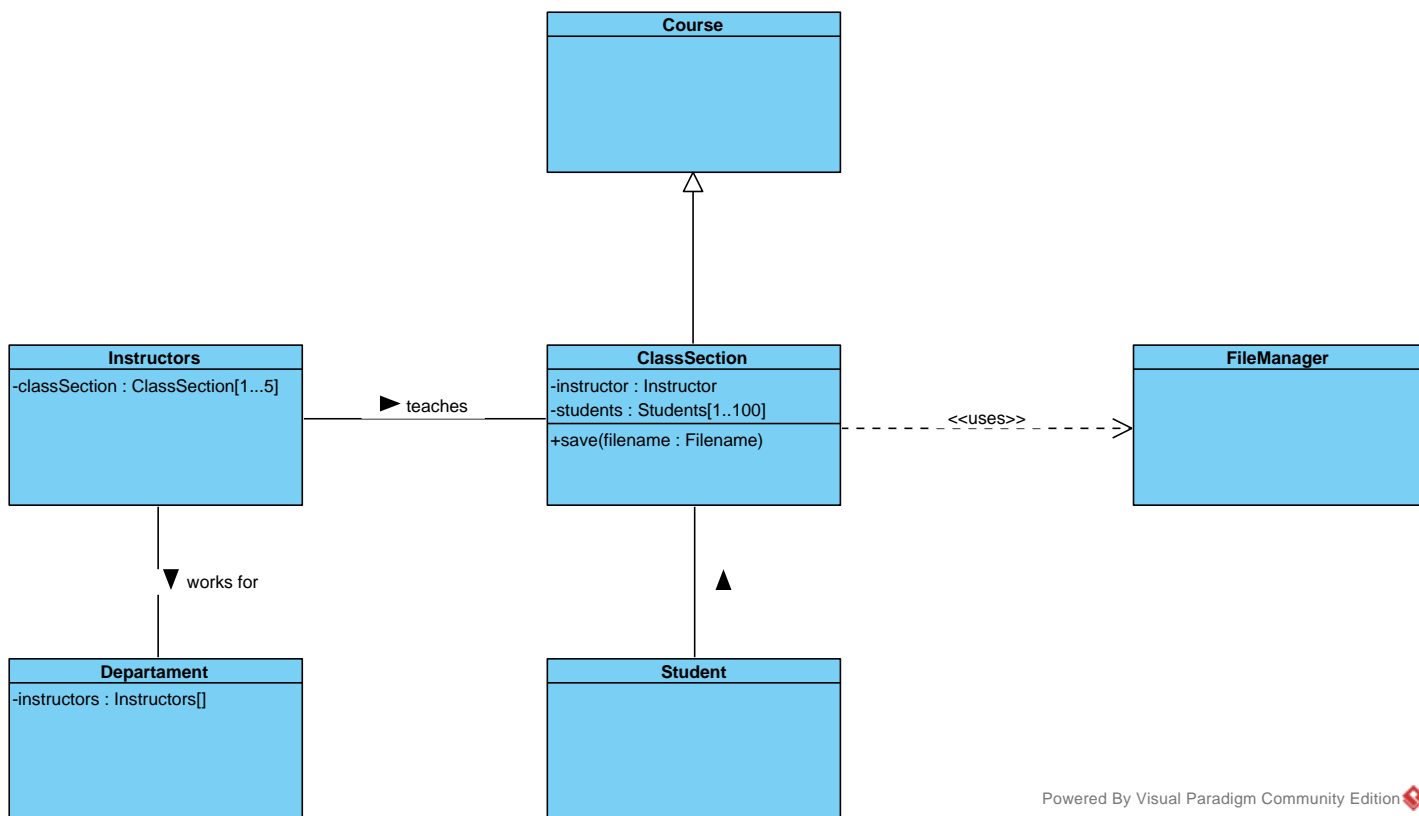 Course
Instructors
-classSection : ClassSection[1...5]
teaches
ClassSection
-instructor : Instructor
-students : Students[1..100]
+save(filename : Filename)
<<uses>>
FileManager
works for
Departament
-instructors : Instructors[]
Student
Powered By Visual Paradigm Community Edition